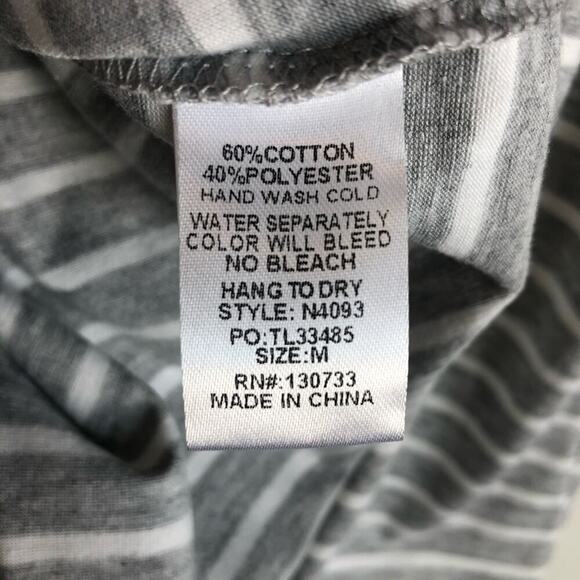 60%COTTON
40%POLYESTER
HAND WASH COLD
WATER SEPARATELY
COLOR WILL BLEED
NO BLEACH
HANG TO DRY
STYLE: N4093
PO:TL33485
SIZE:M
RN#:130733
MADE IN CHINA